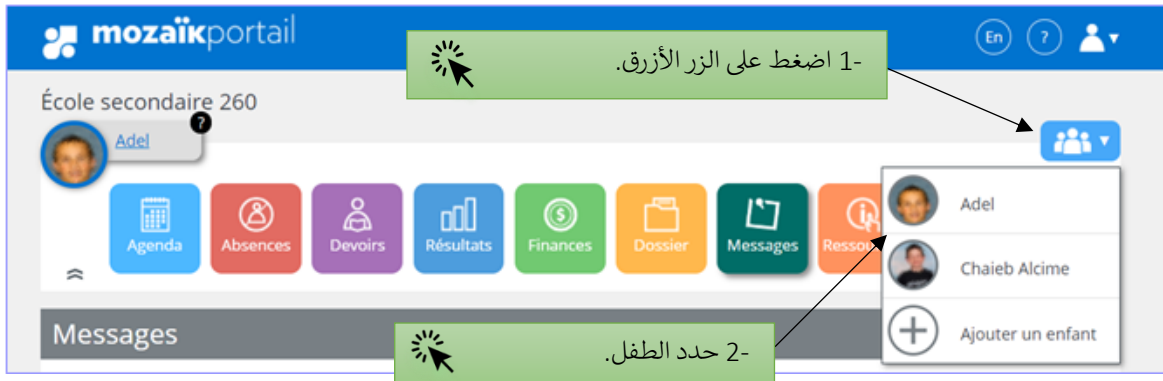 mozaïkportail
En ?
-1 اضغط على الزر الأزرق.
École secondaire 260
?
Adel
Agenda
Absences
Devoirs
Résultats
Finances
Dossier
Messages
Adel
Chaieb Alcime
Ajouter un enfant
Messages
-2 حدد الطفل.